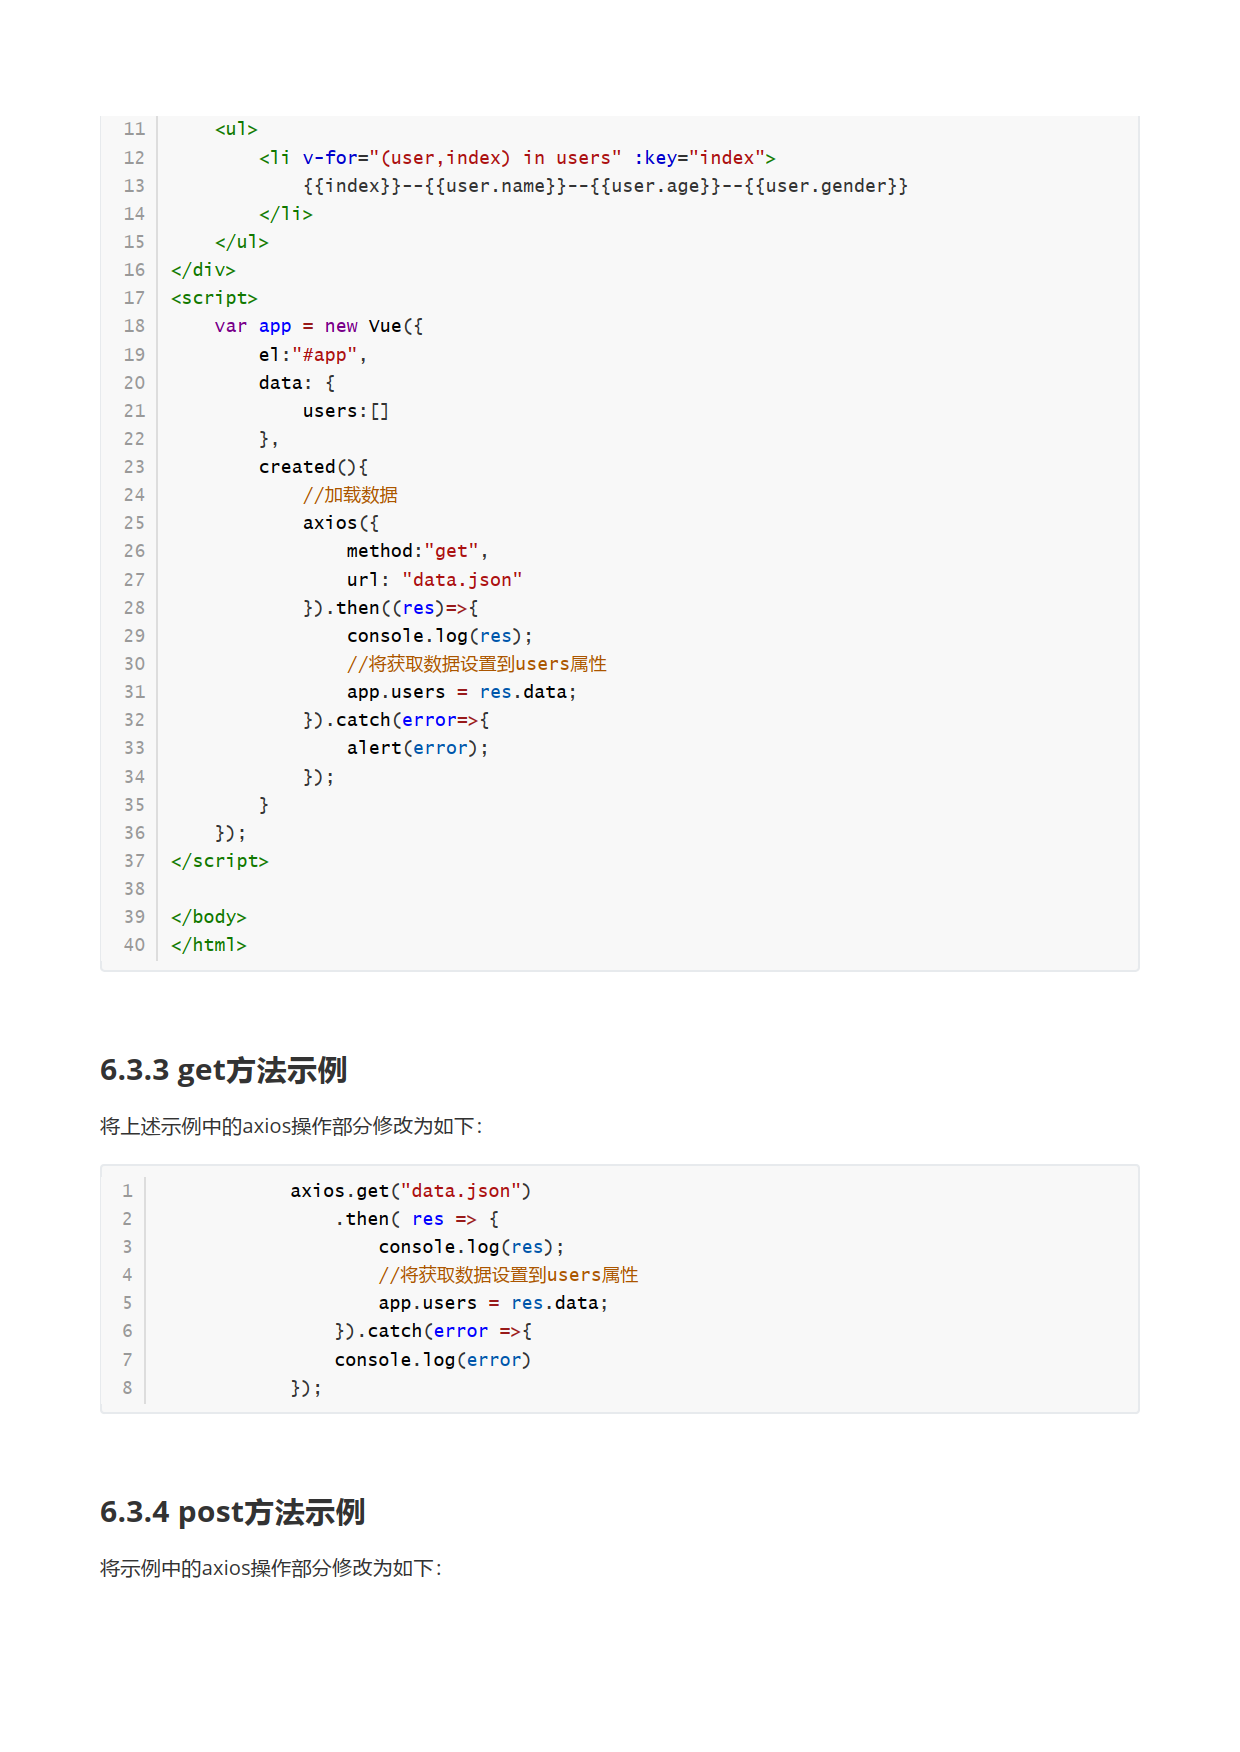 11     <ul>
12         <li v-for="(user,index) in users" :key="index">
13             {{index}}--{{user.name}}--{{user.age}}--{{user.gender}}
14         </li>
15     </ul>
16 </div>
17 <script>
18     var app = new Vue({
19         el:"#app",
20         data: {
21             users:[]
22         },
23         created(){
24             //加载数据
25             axios({
26                 method:"get",
27                 url: "data.json"
28             }).then((res)=>{
29                 console.log(res);
30                 //将获取数据设置到users属性
31                 app.users = res.data;
32             }).catch(error=>{
33                 alert(error);
34             });
35         }
36     });
37 </script>
38
39 </body>
40 </html>
6.3.3 get方法示例
将上述示例中的axios操作部分修改为如下：
1             axios.get("data.json")
2                 .then( res => {
3                     console.log(res);
4                     //将获取数据设置到users属性
5                     app.users = res.data;
6                 }).catch(error =>{
7                 console.log(error)
8             });
6.3.4 post方法示例
将示例中的axios操作部分修改为如下：